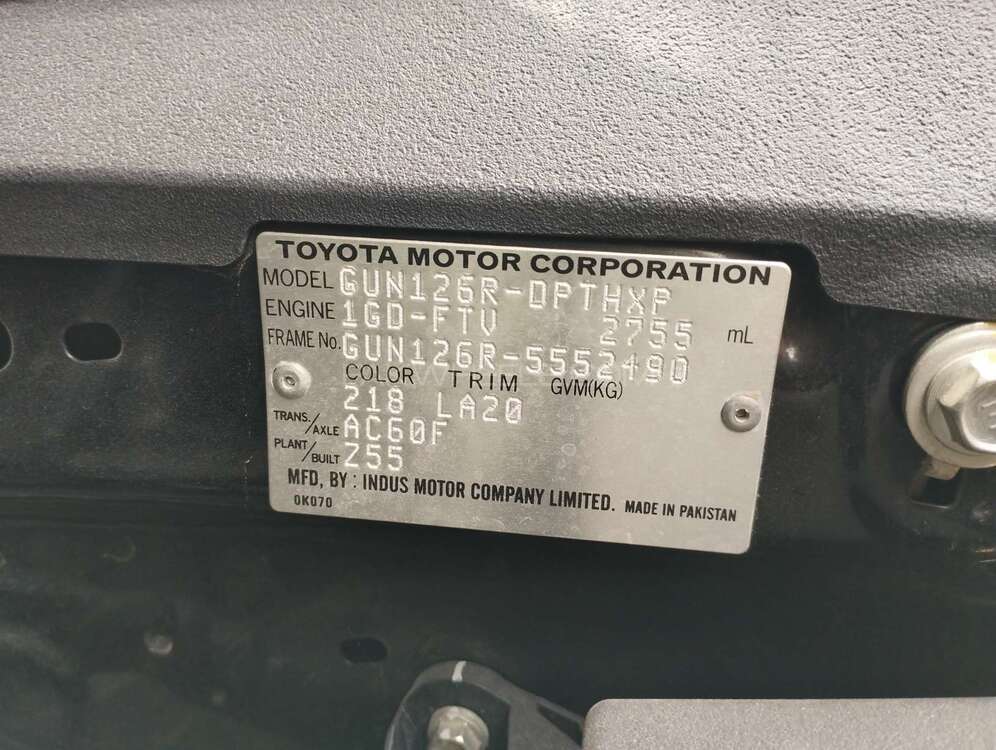 TOYOTA MOTOR CORPORATION
MODEL GUN126R-DPTHXP
ENGINE 1GD-FTV 2755 mL
FRAME No. GUN126R-5552490
COLOR TRIM GVM(KG)
218 LA20
TRANS./AXLE AC60F
PLANT/BUILT Z55
MFD, BY : INDUS MOTOR COMPANY LIMITED. MADE IN PAKISTAN
0K070